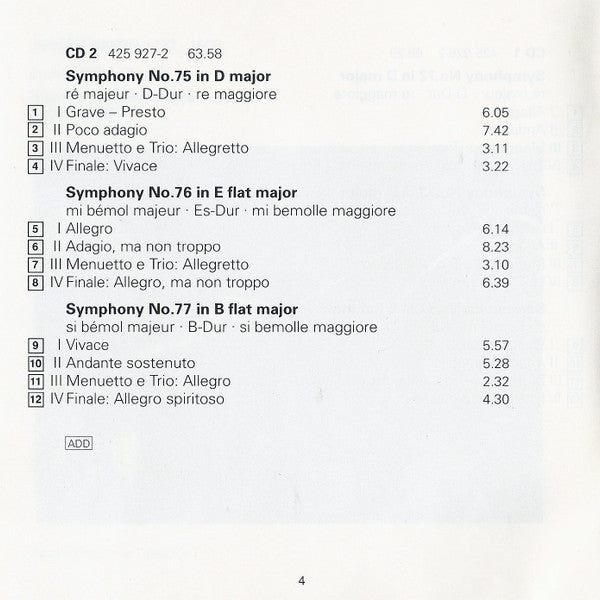 CD 2 425 927-2 63.58
Symphony No.75 in D major
ré majeur · D-Dur · re maggiore
1 I Grave – Presto 6.05
2 II Poco adagio 7.42
3 III Menuetto e Trio: Allegretto 3.11
4 IV Finale: Vivace 3.22
Symphony No.76 in E flat major
mi bémol majeur · Es-Dur · mi bemolle maggiore
5 I Allegro 6.14
6 II Adagio, ma non troppo 8.23
7 III Menuetto e Trio: Allegretto 3.10
8 IV Finale: Allegro, ma non troppo 6.39
Symphony No.77 in B flat major
si bémol majeur · B-Dur · si bemolle maggiore
9 I Vivace 5.57
10 II Andante sostenuto 5.28
11 III Menuetto e Trio: Allegro 2.32
12 IV Finale: Allegro spiritoso 4.30
ADD
4